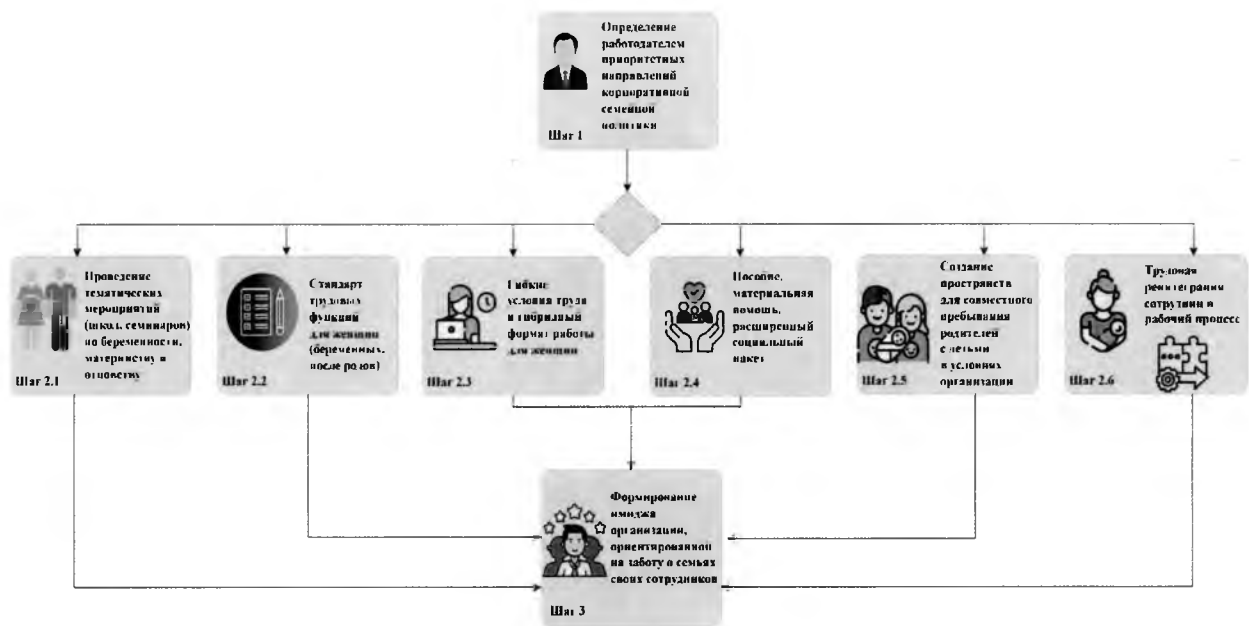 Определение
работодателем
приоритетных
направлений
корпоративной
семейной
политики
Шаг 1
Проведение
тематических
мероприятий
(школ, семинаров)
по беременности,
материнству и
отцовству
Шаг 2.1
Стандарт
трудовых
функций
для женщин
(беременных,
после родов)
Шаг 2.2
Гибкие
условия труда
и гибридный
формат работы
для женщин
Шаг 2.3
Пособие,
материальная
помощь,
расширенный
социальный
пакет
Шаг 2.4
Создание
пространств
для совместного
пребывания
родителей
с детьми
в условиях
организации
Шаг 2.5
Трудовая
реинтеграция
сотрудниц в
рабочий процесс
Шаг 2.6
Формирование
имиджа
организации,
ориентированной
на заботу о семьях
своих сотрудников
Шаг 3